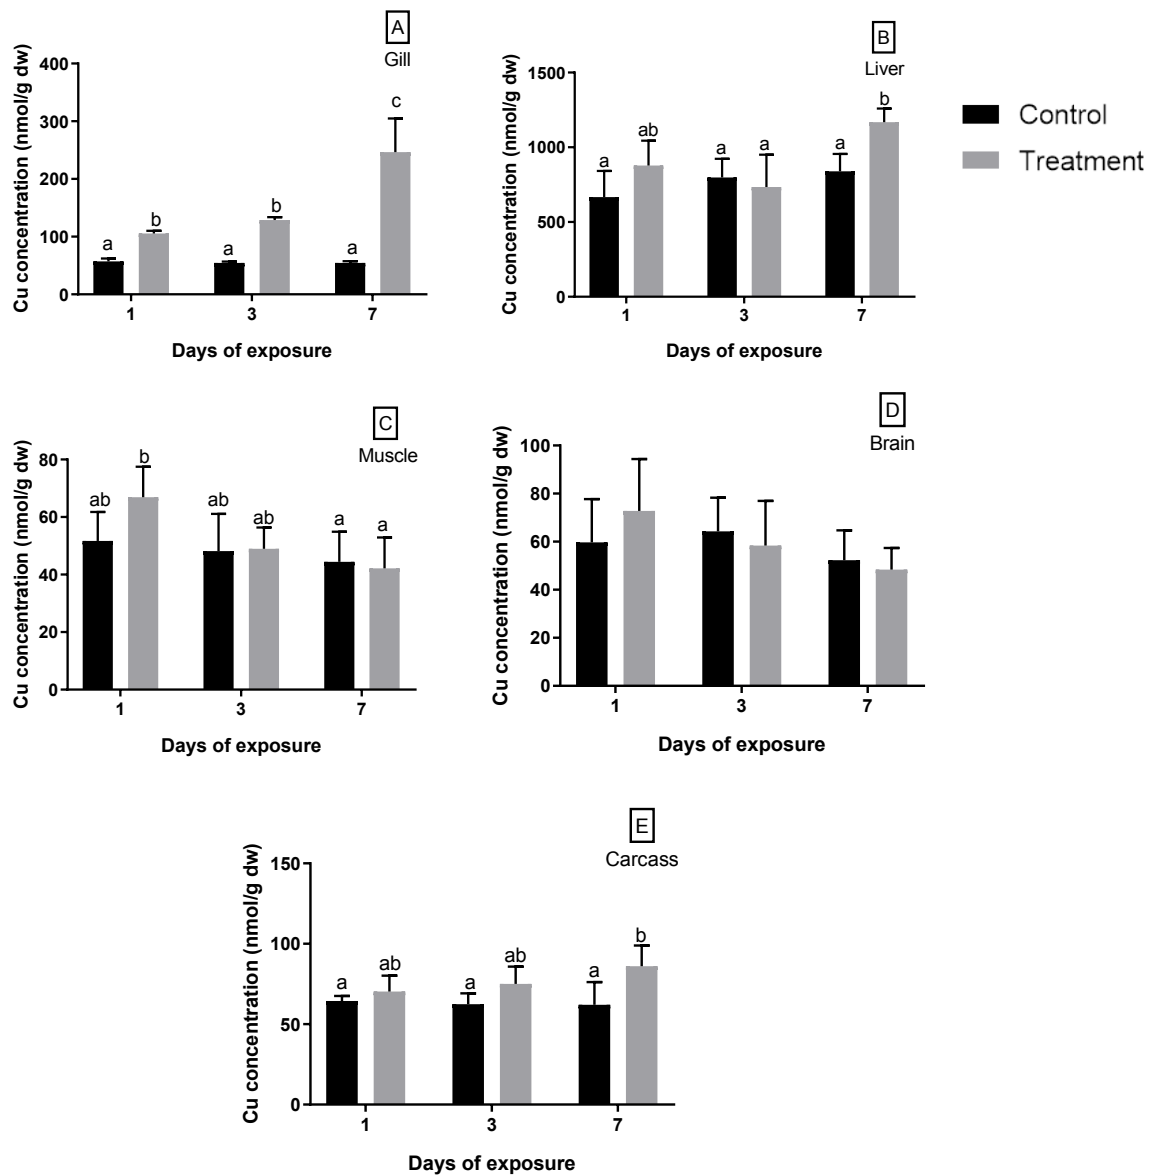 A
Gill
Cu concentration (nmol/g dw)
400
300
200
100
0
a
b
a
b
a
c
1
3
7
Days of exposure
B
Liver
Cu concentration (nmol/g dw)
1500
1000
500
0
a
ab
a
a
a
b
1
3
7
Days of exposure
Control
Treatment
C
Muscle
Cu concentration (nmol/g dw)
80
60
40
20
0
ab
b
ab
ab
a
a
1
3
7
Days of exposure
D
Brain
Cu concentration (nmol/g dw)
100
80
60
40
20
0
1
3
7
Days of exposure
E
Carcass
Cu concentration (nmol/g dw)
150
100
50
0
a
ab
a
ab
a
b
1
3
7
Days of exposure